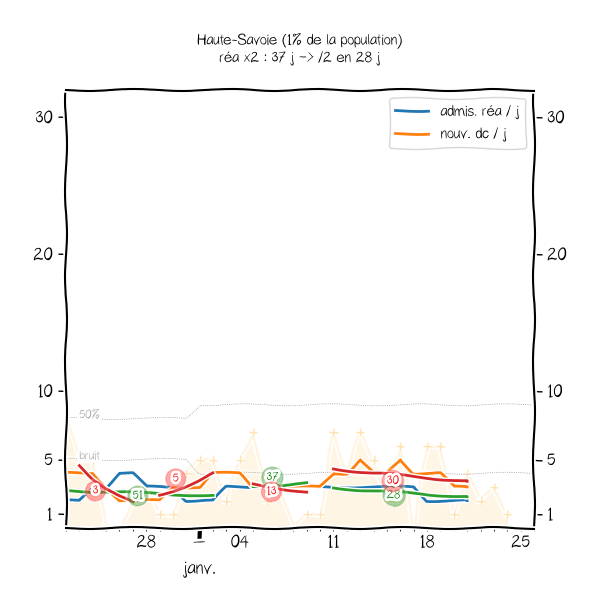 Haute-Savoie (1% de la population)
réa x2 : 37 j -> /2 en 28 j
admis. réa / j
nouv. dc / j
30 30
20 20
10 10
50%
bruit
5 5
5 37 30
3 51 13 28
1 1
28 1 04 11 18 25
janv.